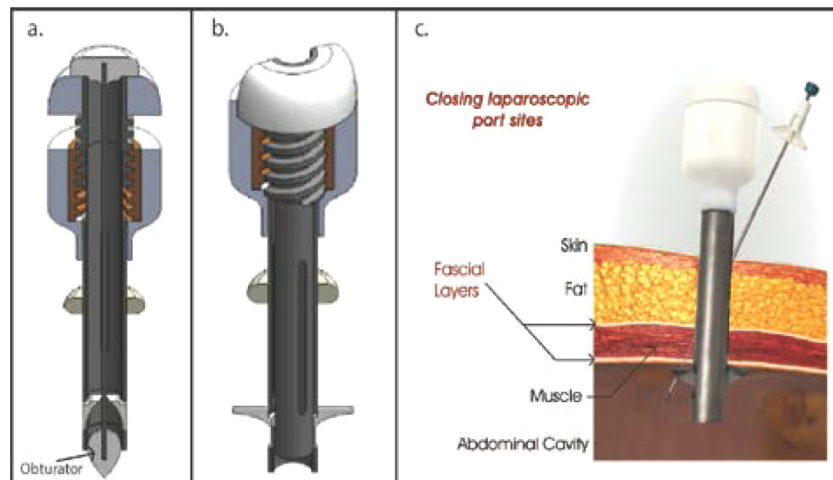 a.
Obturator
b.
c.
Closing laparoscopic
port sites
Skin
Fascial
Layers
Fat
Muscle
Abdominal Cavity